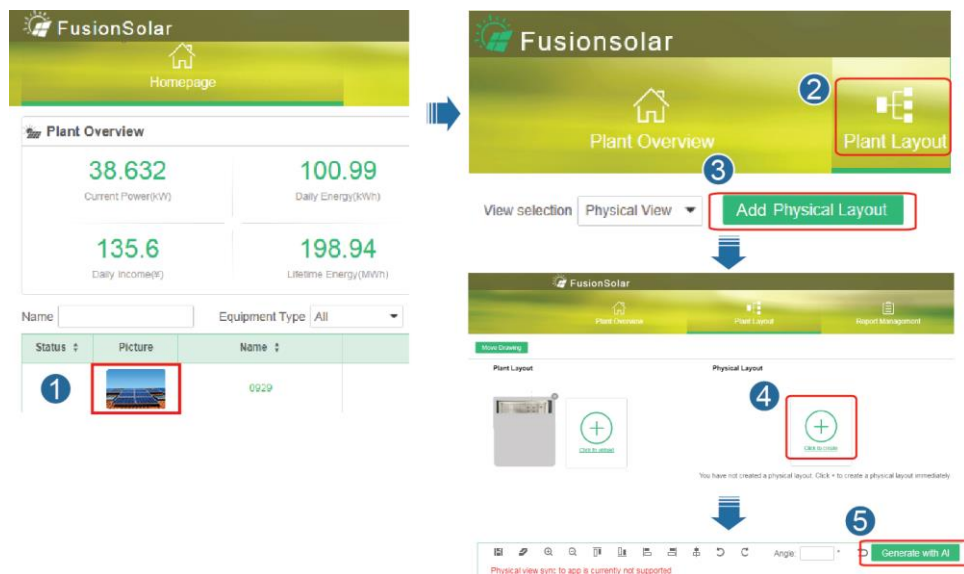 FusionSolar
Homepage
Plant Overview
38.632
100.99
Current Power(kW)
Daily Energy(kWh)
135.6
198.94
Daily Income(¥)
Lifetime Energy(MWh)
Name
Equipment Type All
Status Picture Name
1
0929
Fusionsolar
2
Plant Overview
Plant Layout
3
View selection Physical View
Add Physical Layout
FusionSolar
Plant Overview
Plant Layout
Report Management
Move Drawing
Plant Layout
Physical Layout
4
Click to upload
Click to create
You have not created a physical layout. Click + to create a physical layout immediately
5
Angle: °
Generate with AI
Physical view sync to app is currently not supported